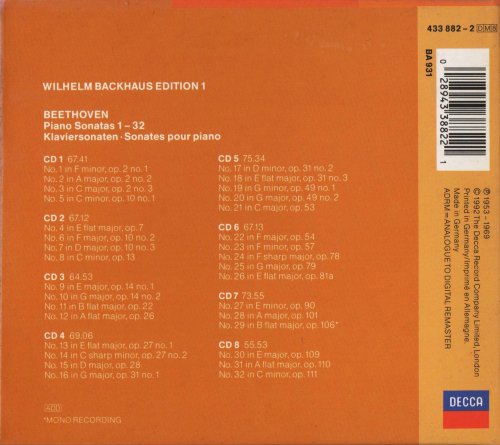 WILHELM BACKHAUS EDITION 1
BEETHOVEN
Piano Sonatas 1 – 32
Klaviersonaten · Sonates pour piano
CD 1 67.41
No. 1 in F minor, op. 2 no. 1
No. 2 in A major, op. 2 no. 2
No. 3 in C major, op. 2 no. 3
No. 5 in C minor, op. 10 no. 1
CD 2 67.12
No. 4 in E flat major, op. 7
No. 6 in F major, op. 10 no. 2
No. 7 in D major, op. 10 no. 3
No. 8 in C minor, op. 13
CD 3 64.53
No. 9 in E major, op. 14 no. 1
No. 10 in G major, op. 14 no. 2
No. 11 in B flat major, op. 22
No. 12 in A flat major, op. 26
CD 4 69.06
No. 13 in E flat major, op. 27 no. 1
No. 14 in C sharp minor, op. 27 no. 2
No. 15 in D major, op. 28
No. 16 in G major, op. 31 no. 1
CD 5 75.34
No. 17 in D minor, op. 31 no. 2
No. 18 in E flat major, op. 31 no. 3
No. 19 in G minor, op. 49 no. 1
No. 20 in G major, op. 49 no. 2
No. 21 in C major, op. 53
CD 6 67.13
No. 22 in F major, op. 54
No. 23 in F minor, op. 57
No. 24 in F sharp major, op. 78
No. 25 in G major, op. 79
No. 26 in E flat major, op. 81a
CD 7 73.55
No. 27 in E minor, op. 90
No. 28 in A major, op. 101
No. 29 in B flat major, op. 106*
CD 8 55.53
No. 30 in E major, op. 109
No. 31 in A flat major, op. 110
No. 32 in C minor, op. 111
ADD
*MONO RECORDING
433 882-2 DMB
BA 931
0 28943 38822 1
℗ 1953 – 1969
© 1992 The Decca Record Company Limited, London
Printed in Germany/Imprimé en Allemagne.
Made in Germany
ADRM = ANALOGUE TO DIGITAL REMASTER
DECCA